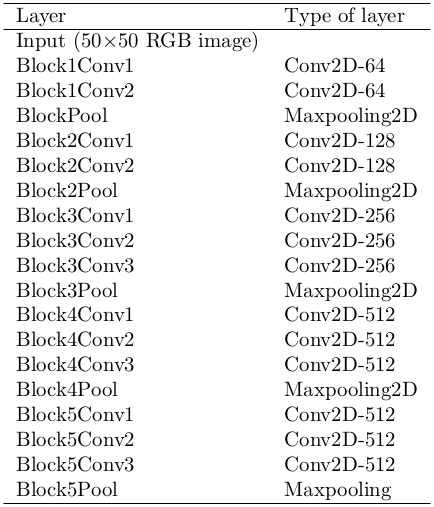 Layer Type of layer
Input (50×50 RGB image)
Block1Conv1 Conv2D-64
Block1Conv2 Conv2D-64
BlockPool Maxpooling2D
Block2Conv1 Conv2D-128
Block2Conv2 Conv2D-128
Block2Pool Maxpooling2D
Block3Conv1 Conv2D-256
Block3Conv2 Conv2D-256
Block3Conv3 Conv2D-256
Block3Pool Maxpooling2D
Block4Conv1 Conv2D-512
Block4Conv2 Conv2D-512
Block4Conv3 Conv2D-512
Block4Pool Maxpooling2D
Block5Conv1 Conv2D-512
Block5Conv2 Conv2D-512
Block5Conv3 Conv2D-512
Block5Pool Maxpooling